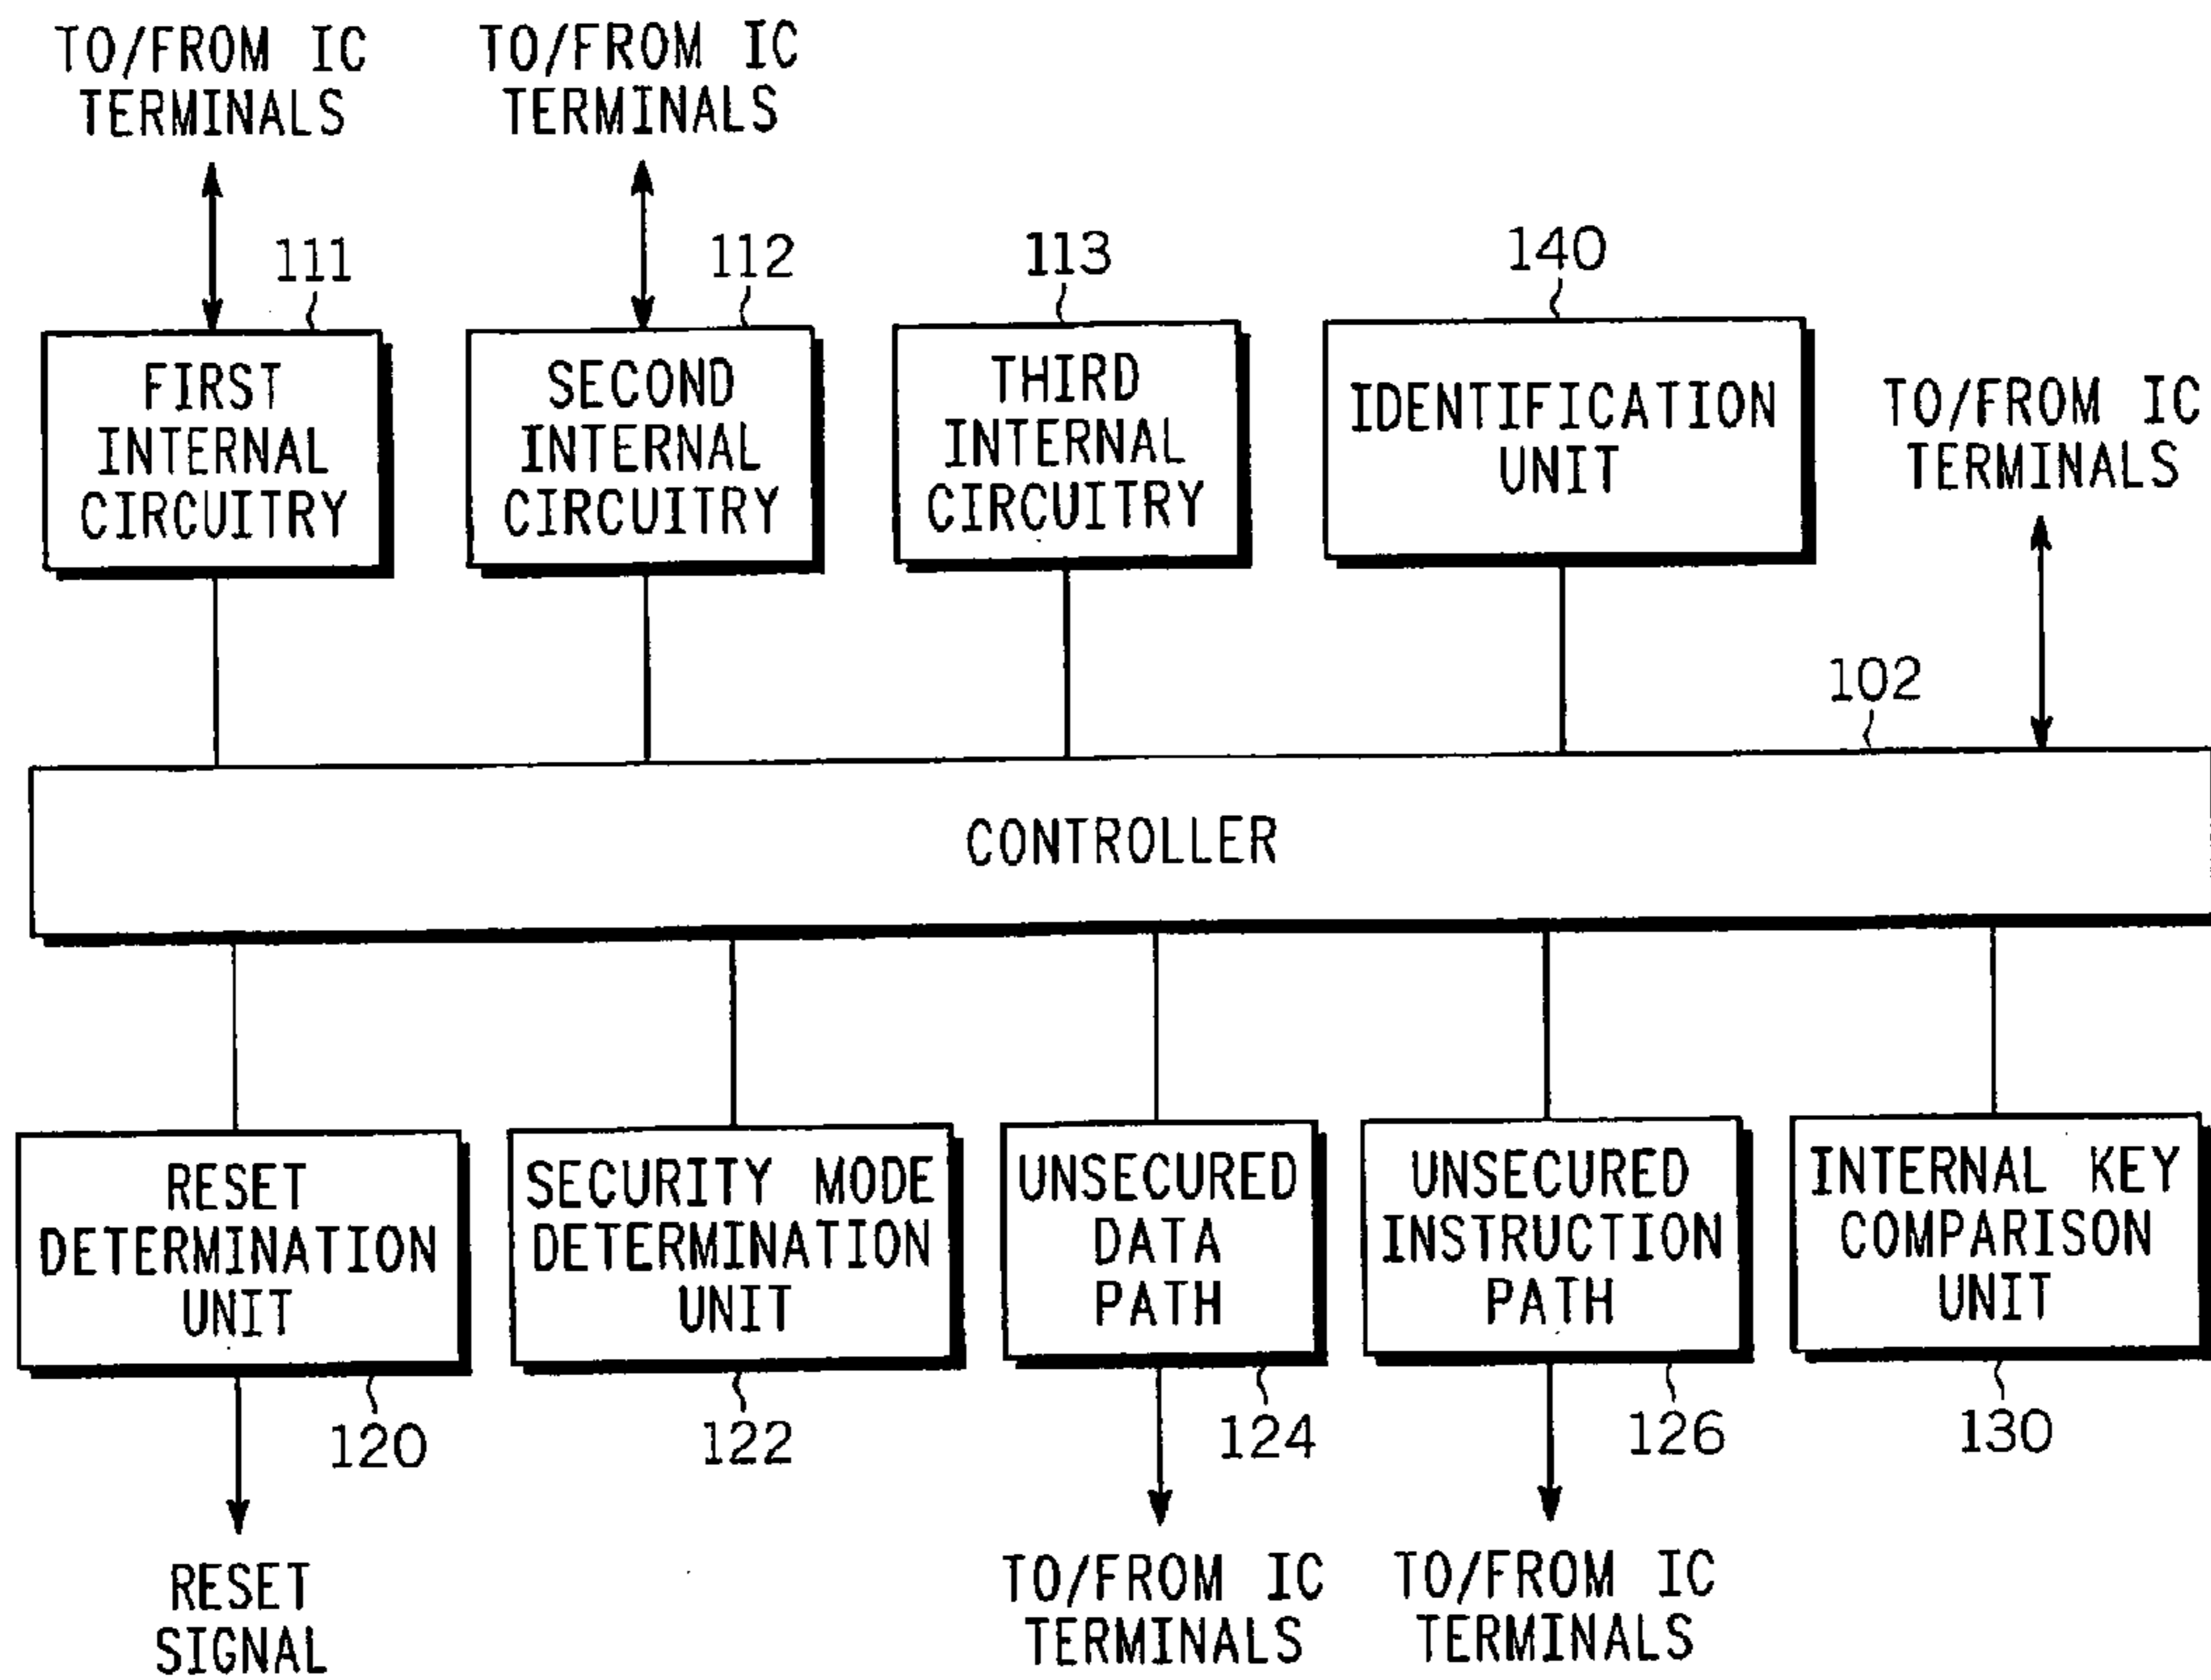 TO/FROM IC
TERMINALS
TO/FROM IC
TERMINALS
111
112
113
140
FIRST
INTERNAL
CIRCUITRY
SECOND
INTERNAL
CIRCUITRY
THIRD
INTERNAL
CIRCUITRY
IDENTIFICATION
UNIT
TO/FROM IC
TERMINALS
102
CONTROLLER
RESET
DETERMINATION
UNIT
SECURITY MODE
DETERMINATION
UNIT
UNSECURED
DATA
PATH
UNSECURED
INSTRUCTION
PATH
INTERNAL KEY
COMPARISON
UNIT
120
122
124
126
130
RESET
SIGNAL
TO/FROM IC
TERMINALS
TO/FROM IC
TERMINALS